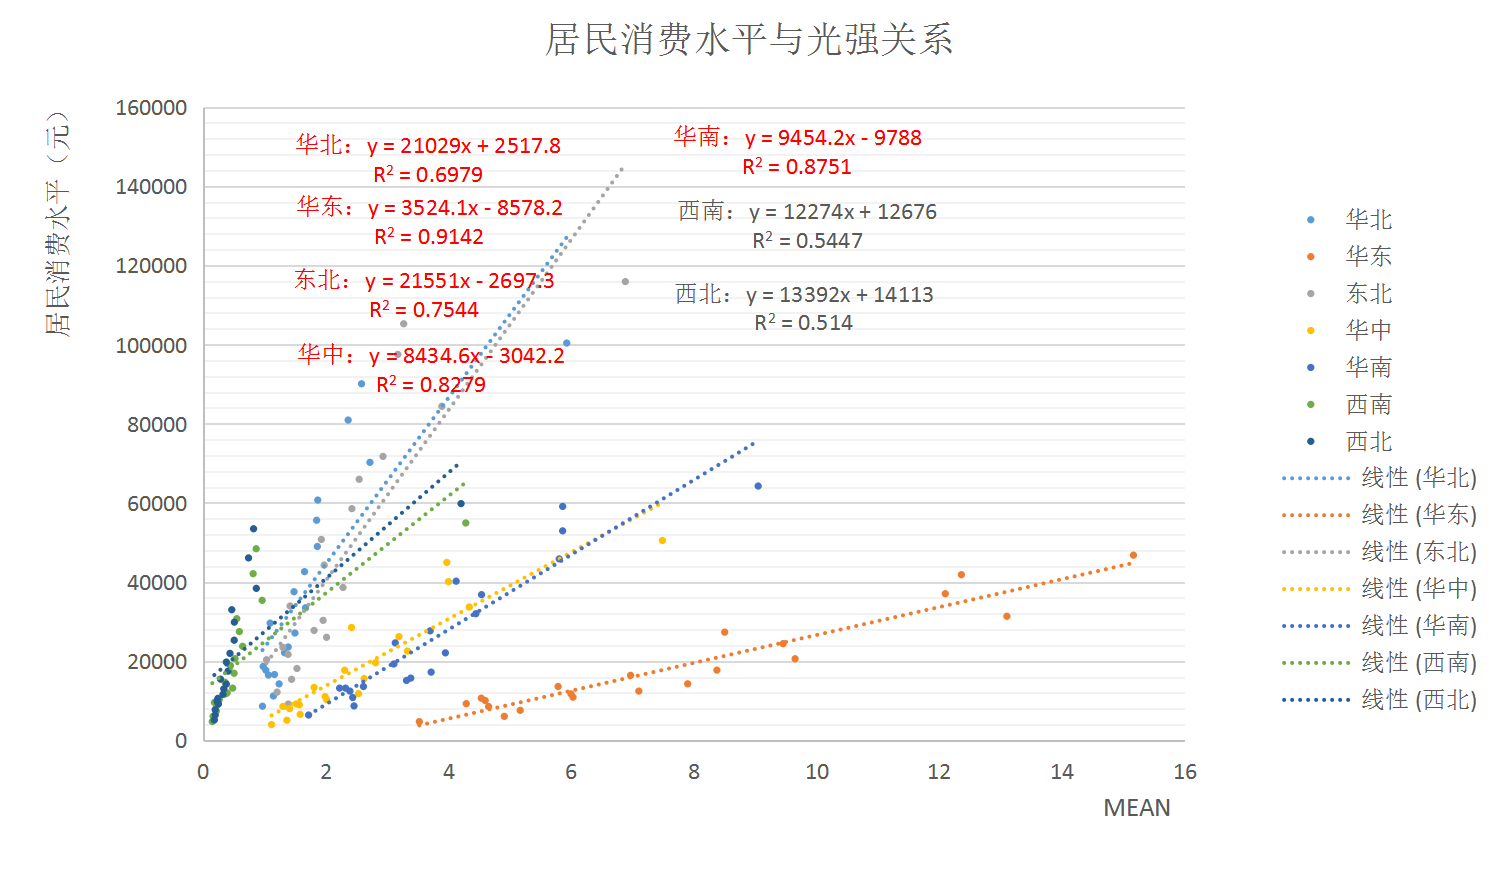 居民消费水平与光强关系
居民消费水平（元）
160000
140000
120000
100000
80000
60000
40000
20000
0
华北：y = 21029x + 2517.8
R² = 0.6979
华东：y = 3524.1x - 8578.2
R² = 0.9142
东北：y = 21551x - 2697.3
R² = 0.7544
华中：y = 8434.6x - 3042.2
R² = 0.8279
华南：y = 9454.2x - 9788
R² = 0.8751
西南：y = 12274x + 12676
R² = 0.5447
西北：y = 13392x + 14113
R² = 0.514
0 2 4 6 8 10 12 14 16
MEAN
华北
华东
东北
华中
华南
西南
西北
线性 (华北)
线性 (华东)
线性 (东北)
线性 (华中)
线性 (华南)
线性 (西南)
线性 (西北)